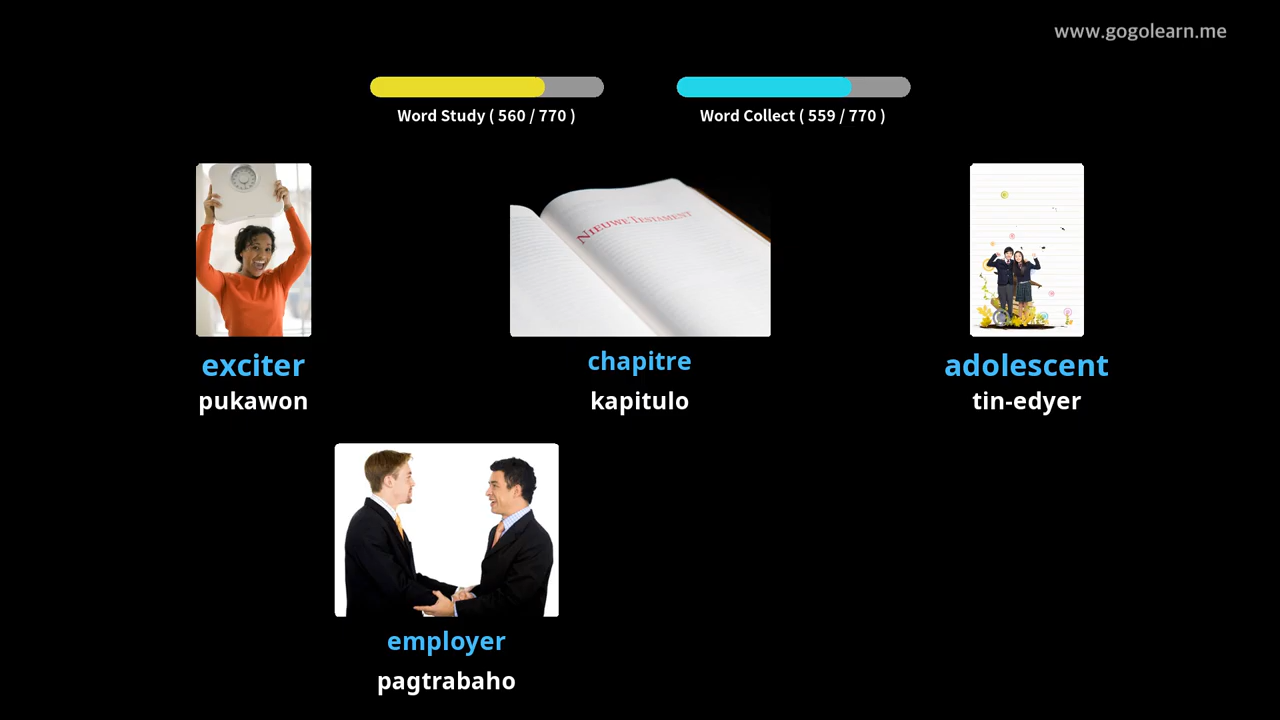 www.gogolearn.me
Word Study ( 560 / 770 )
Word Collect ( 559 / 770 )
NIEUWE TESTAMENT
exciter
pukawon
chapitre
kapitulo
adolescent
tin-edyer
employer
pagtrabaho